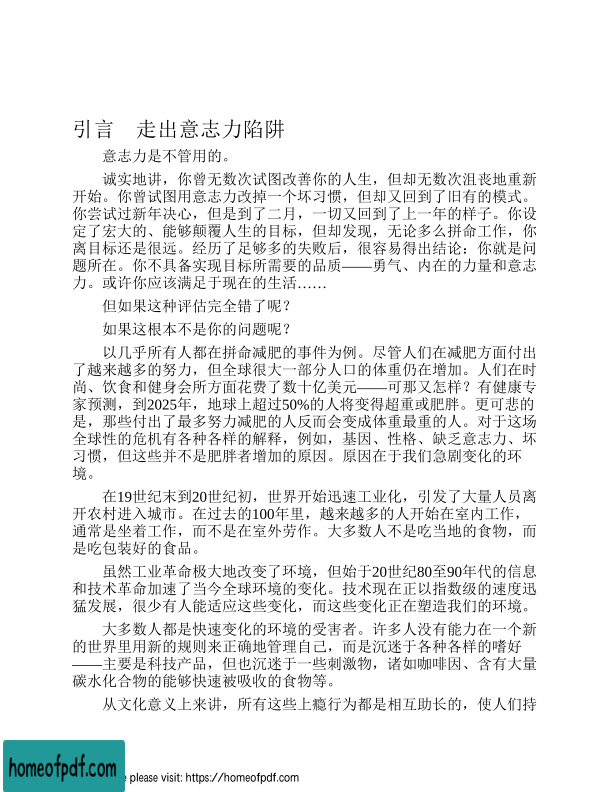 引言　走出意志力陷阱
意志力是不管用的。
诚实地讲，你曾无数次试图改善你的人生，但却无数次沮丧地重新
开始。你曾试图用意志力改掉一个坏习惯，但却又回到了旧有的模式。
你尝试过新年决心，但是到了二月，一切又回到了上一年的样子。你设
定了宏大的、能够颠覆人生的目标，但却发现，无论多么拼命工作，你
离目标还是很远。经历了足够多的失败后，很容易得出结论：你就是问
题所在。你不具备实现目标所需要的品质——勇气、内在的力量和意志
力。或许你应该满足于现在的生活……
但如果这种评估完全错了呢？
如果这根本不是你的问题呢？
以几乎所有人都在拼命减肥的事件为例。尽管人们在减肥方面付出
了越来越多的努力，但全球很大一部分人口的体重仍在增加。人们在时
尚、饮食和健身会所方面花费了数十亿美元——可那又怎样？有健康专
家预测，到2025年，地球上超过50%的人将变得超重或肥胖。更可悲的
是，那些付出了最多努力减肥的人反而会变成体重最重的人。对于这场
全球性的危机有各种各样的解释，例如，基因、性格、缺乏意志力、坏
习惯，但这些并不是肥胖者增加的原因。原因在于我们急剧变化的环
境。
在19世纪末到20世纪初，世界开始迅速工业化，引发了大量人员离
开农村进入城市。在过去的100年里，越来越多的人开始在室内工作，
通常是坐着工作，而不是在室外劳作。大多数人不是吃当地的食物，而
是吃包装好的食品。
虽然工业革命极大地改变了环境，但始于20世纪80至90年代的信息
和技术革命加速了当今全球环境的变化。技术现在正以指数级的速度迅
猛发展，很少有人能适应这些变化，而这些变化正在塑造我们的环境。
大多数人都是快速变化的环境的受害者。许多人没有能力在一个新
的世界里用新的规则来正确地管理自己，而是沉迷于各种各样的嗜好
——主要是科技产品，但也沉迷于一些刺激物，诸如咖啡因、含有大量
碳水化合物的能够快速被吸收的食物等。
从文化意义上来讲，所有这些上瘾行为都是相互助长的，使人们持
homeofpdf.com
please visit: https://homeofpdf.com